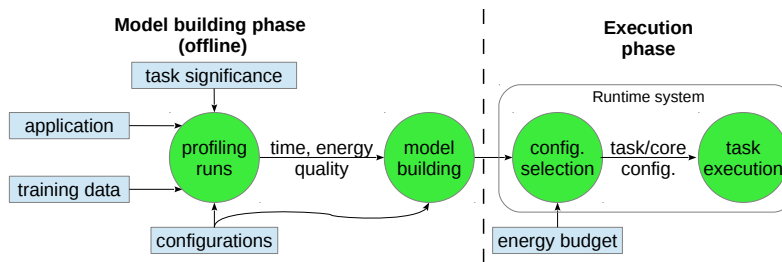 Model building phase
(offline)
Execution
phase
task significance
Runtime system
application
profiling
runs
time, energy
quality
model
building
config.
selection
task/core
config.
task
execution
training data
configurations
energy budget